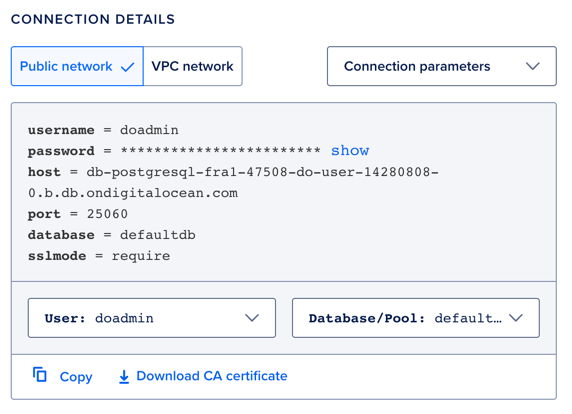 CONNECTION DETAILS
Public network
VPC network
Connection parameters
username = doadmin
password = ************************ show
host = db-postgresql-fra1-47508-do-user-14280808-
0.b.db.ondigitalocean.com
port = 25060
database = defaultdb
sslmode = require
User: doadmin
Database/Pool: default…
Copy
Download CA certificate